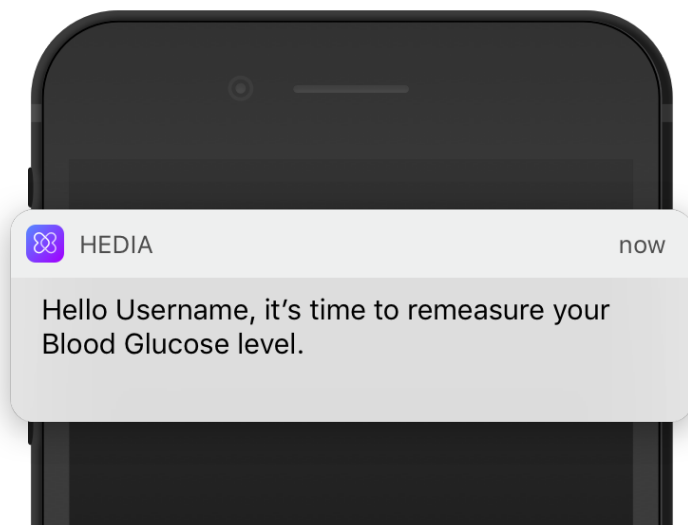 HEDIA now
Hello Username, it’s time to remeasure your
Blood Glucose level.